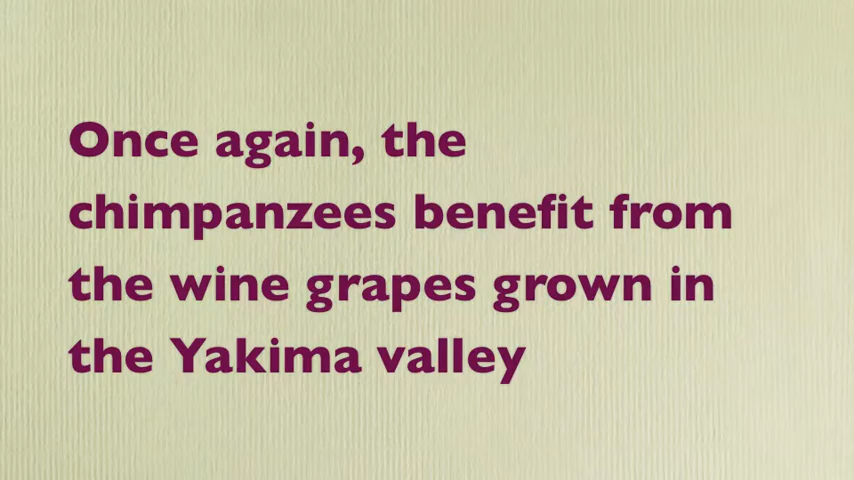 Once again, the
chimpanzees benefit from
the wine grapes grown in
the Yakima valley